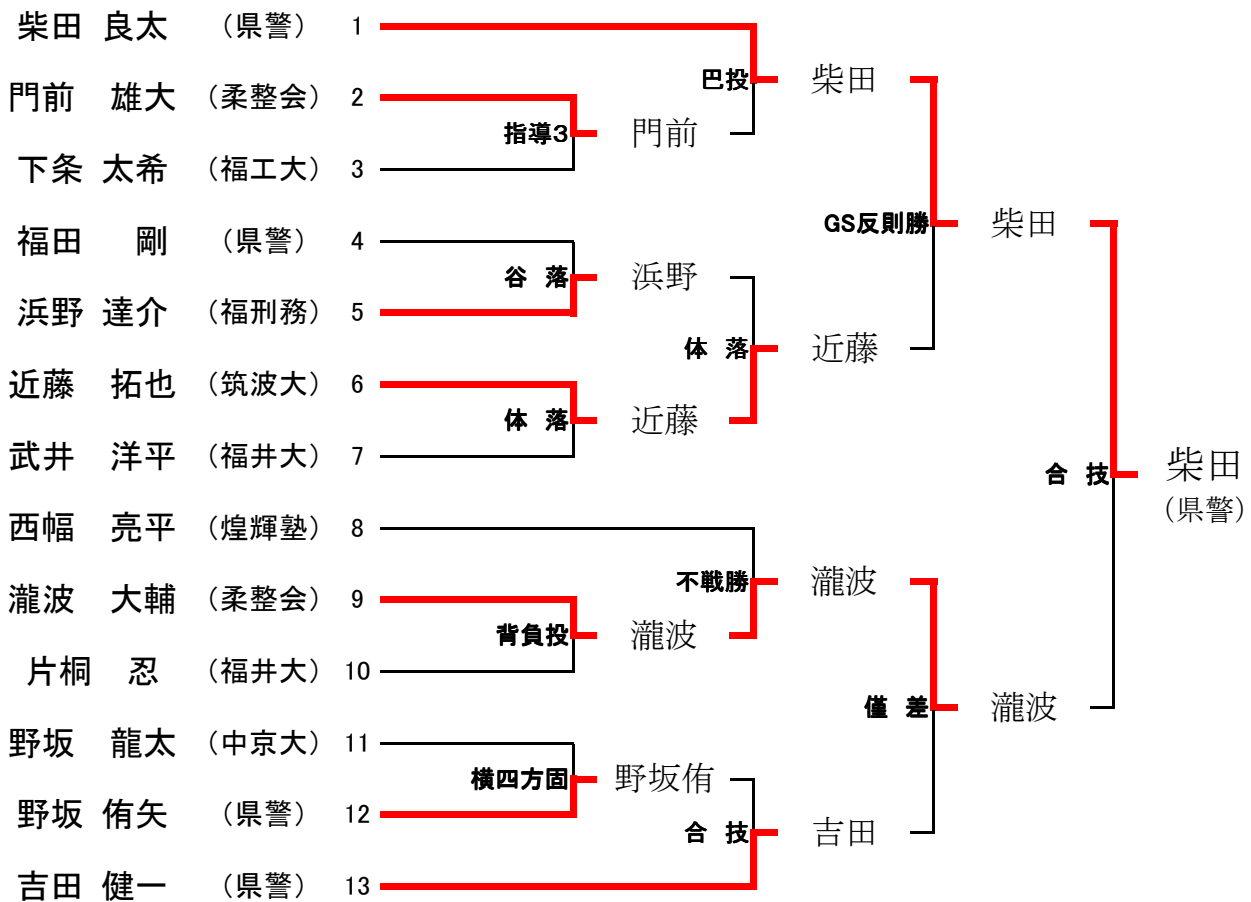 柴田 良太 （県警） 1
門前 雄大 （柔整会） 2
下条 太希 （福工大） 3
福田 剛 （県警） 4
浜野 達介 （福刑務） 5
近藤 拓也 （筑波大） 6
武井 洋平 （福井大） 7
西幅 亮平 （煌輝塾） 8
瀧波 大輔 （柔整会） 9
片桐 忍 （福井大） 10
野坂 龍太 （中京大） 11
野坂 侑矢 （県警） 12
吉田 健一 （県警） 13
指導3 門前
谷 落 浜野
体 落 近藤
背負投 瀧波
横四方固 野坂侑
巴投 柴田
体 落 近藤
不戦勝 瀧波
合 技 吉田
GS反則勝 柴田
僅 差 瀧波
合 技 柴田
（県警）